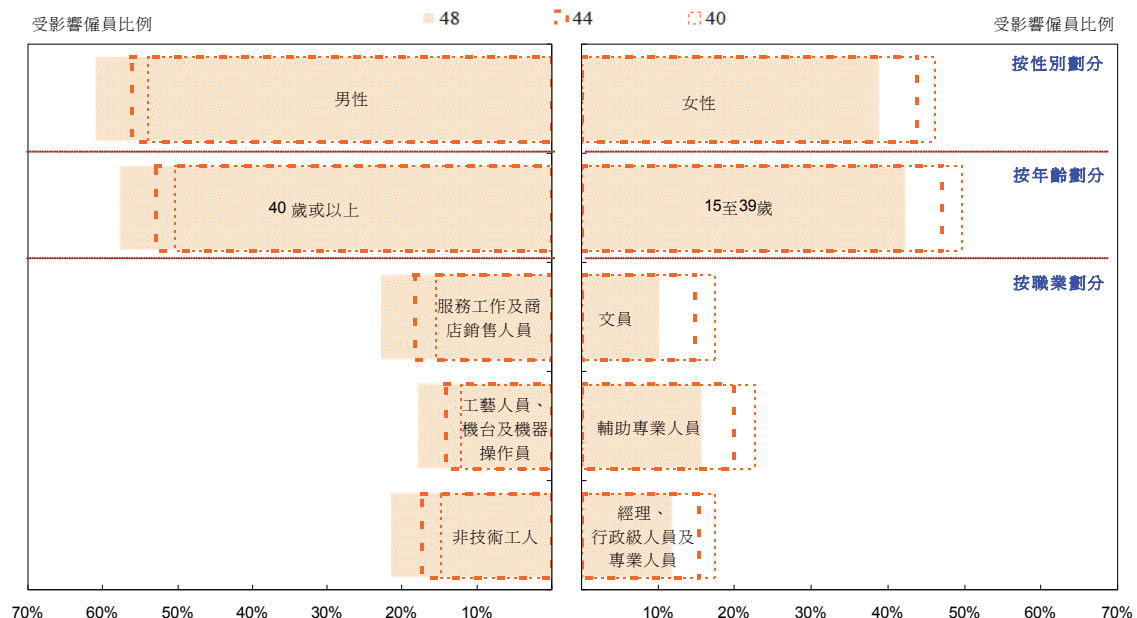 受影響僱員比例
48
44
40
受影響僱員比例
按性別劃分
男性
女性
按年齡劃分
40 歲或以上
15至39歲
按職業劃分
服務工作及商
店銷售人員
文員
工藝人員、
機台及機器
操作員
輔助專業人員
非技術工人
經理、
行政級人員及
專業人員
70% 60% 50% 40% 30% 20% 10%
10% 20% 30% 40% 50% 60% 70%